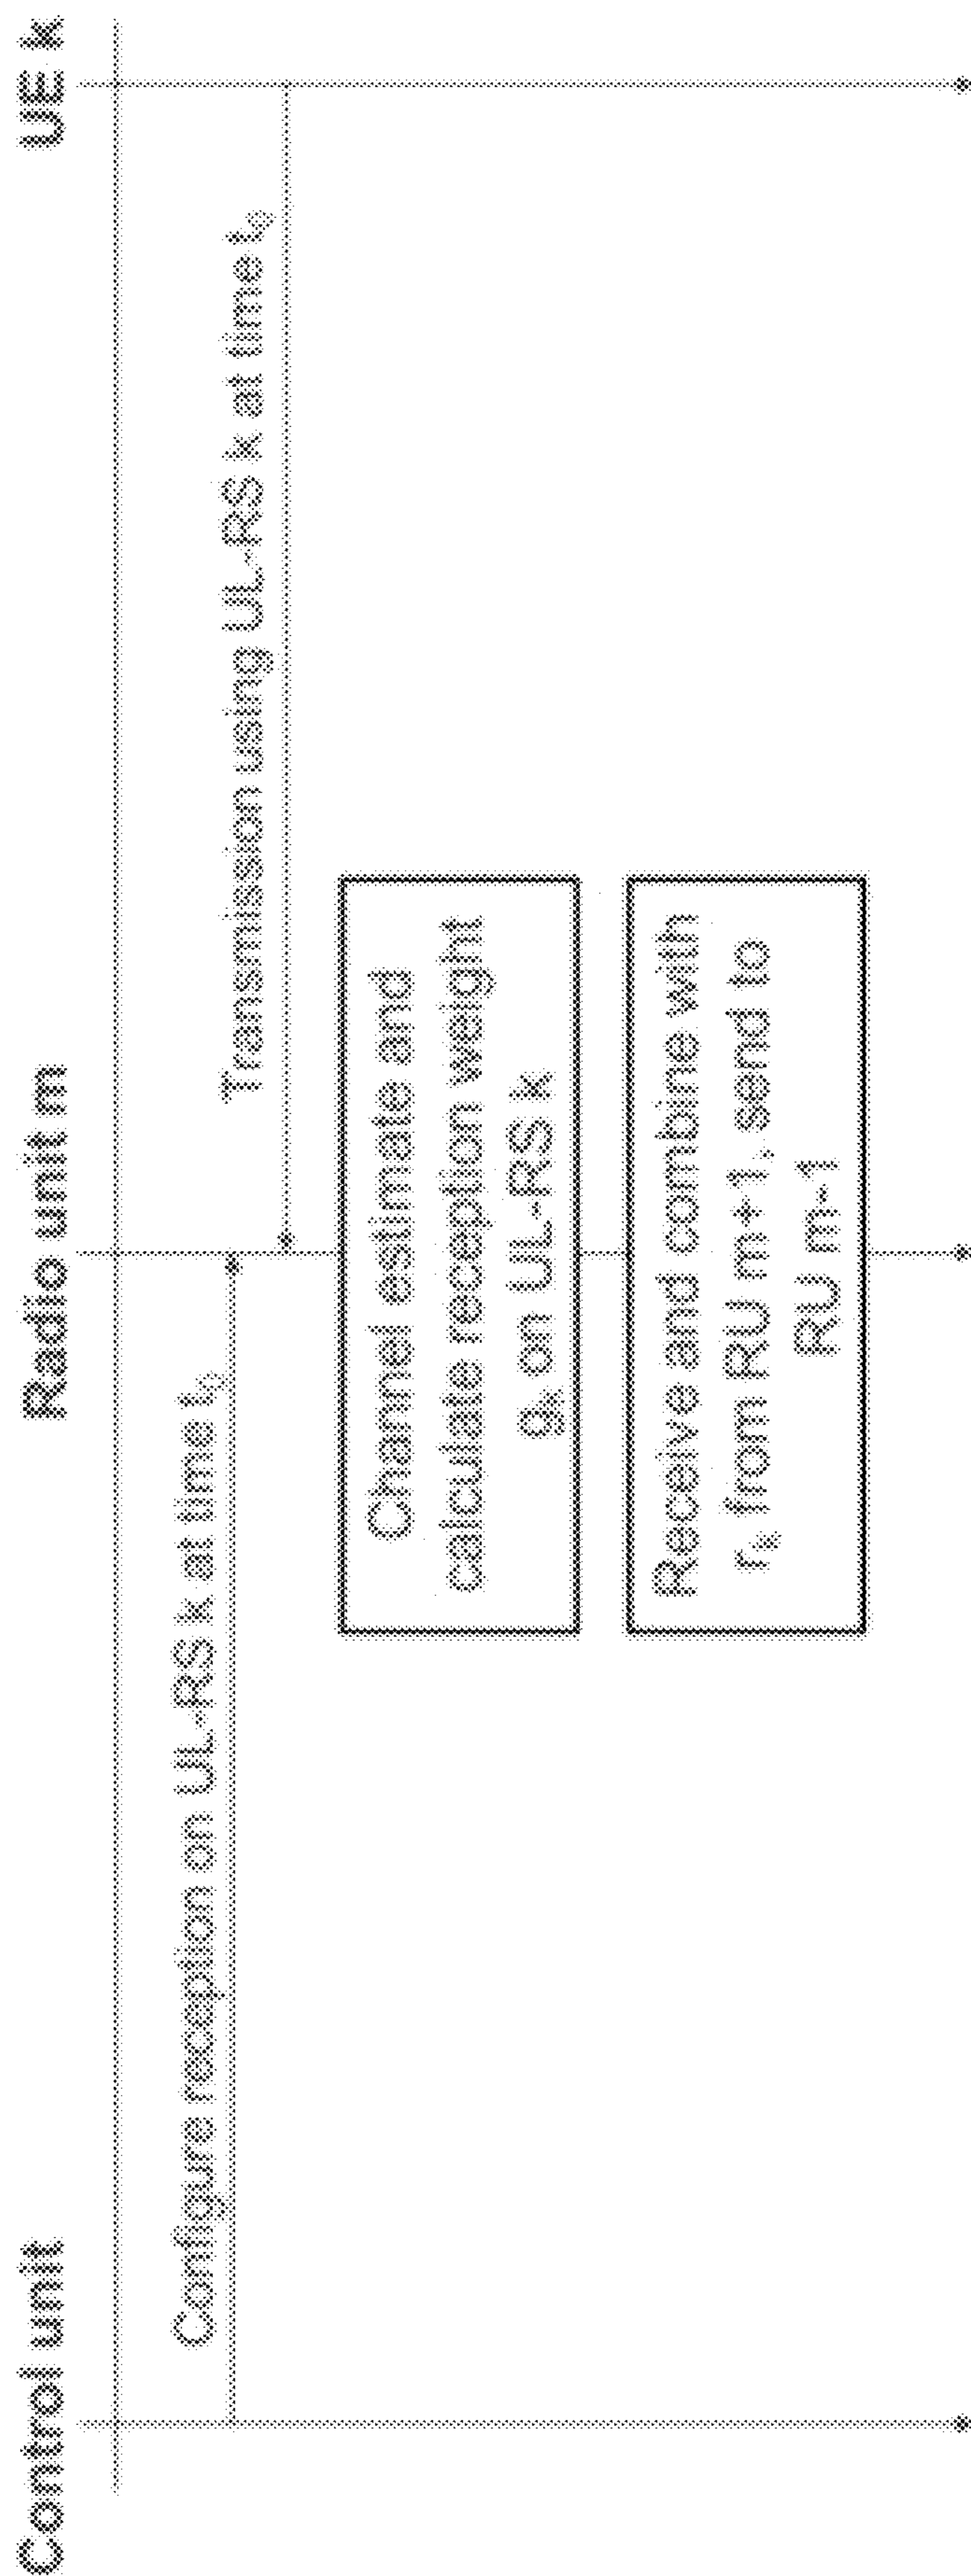 Control unit
Radio unit m
UE k
Configure reception on UL-RS k at time t₀
Transmission using UL-RS k at time t₀
Channel estimate and
calculate reception weight
gₖ on UL-RS k
Receive and combine with
rₖ from RU m+1, send to
RU m-1